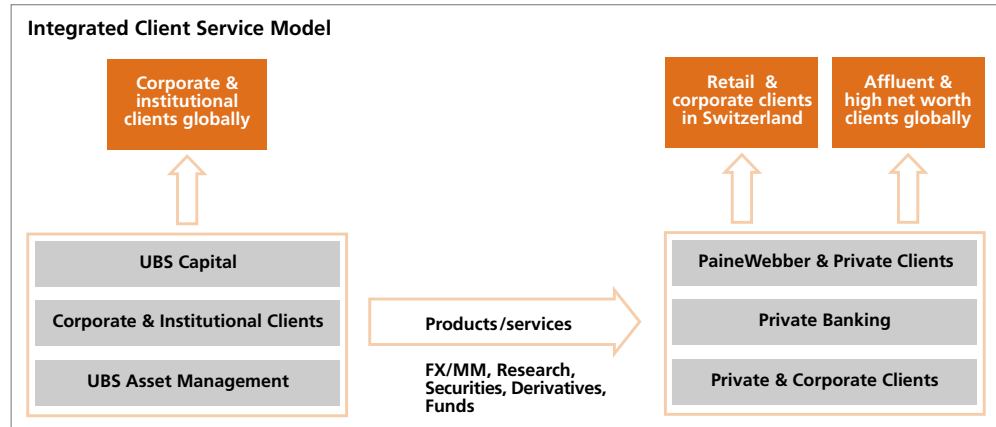 Integrated Client Service Model
Corporate &
institutional
clients globally
Retail &
corporate clients
in Switzerland
Affluent &
high net worth
clients globally
UBS Capital
Corporate & Institutional Clients
UBS Asset Management
Products/services
FX/MM, Research,
Securities, Derivatives,
Funds
PaineWebber & Private Clients
Private Banking
Private & Corporate Clients